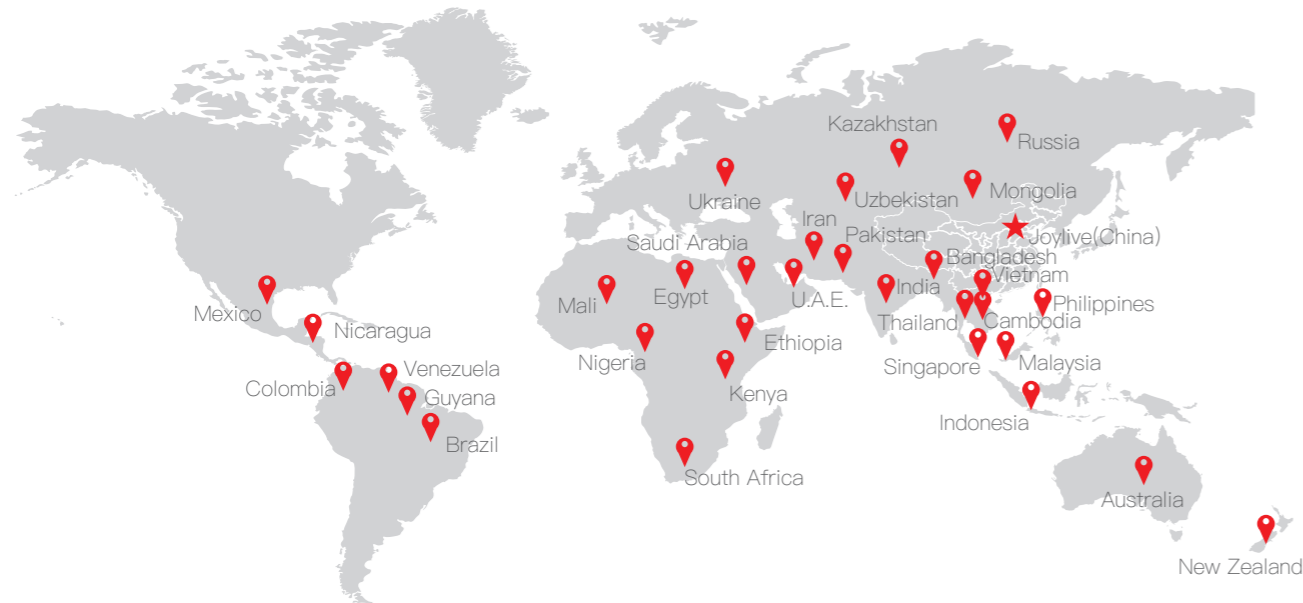 Kazakhstan
Russia
Ukraine
Uzbekistan
Mongolia
Iran
Pakistan
Joylive(China)
Saudi Arabia
Bangladesh
Vietnam
Mali
Egypt
U.A.E.
India
Philippines
Mexico
Nicaragua
Thailand
Cambodia
Nigeria
Ethiopia
Singapore
Malaysia
Venezuela
Colombia
Guyana
Kenya
Indonesia
Brazil
South Africa
Australia
New Zealand